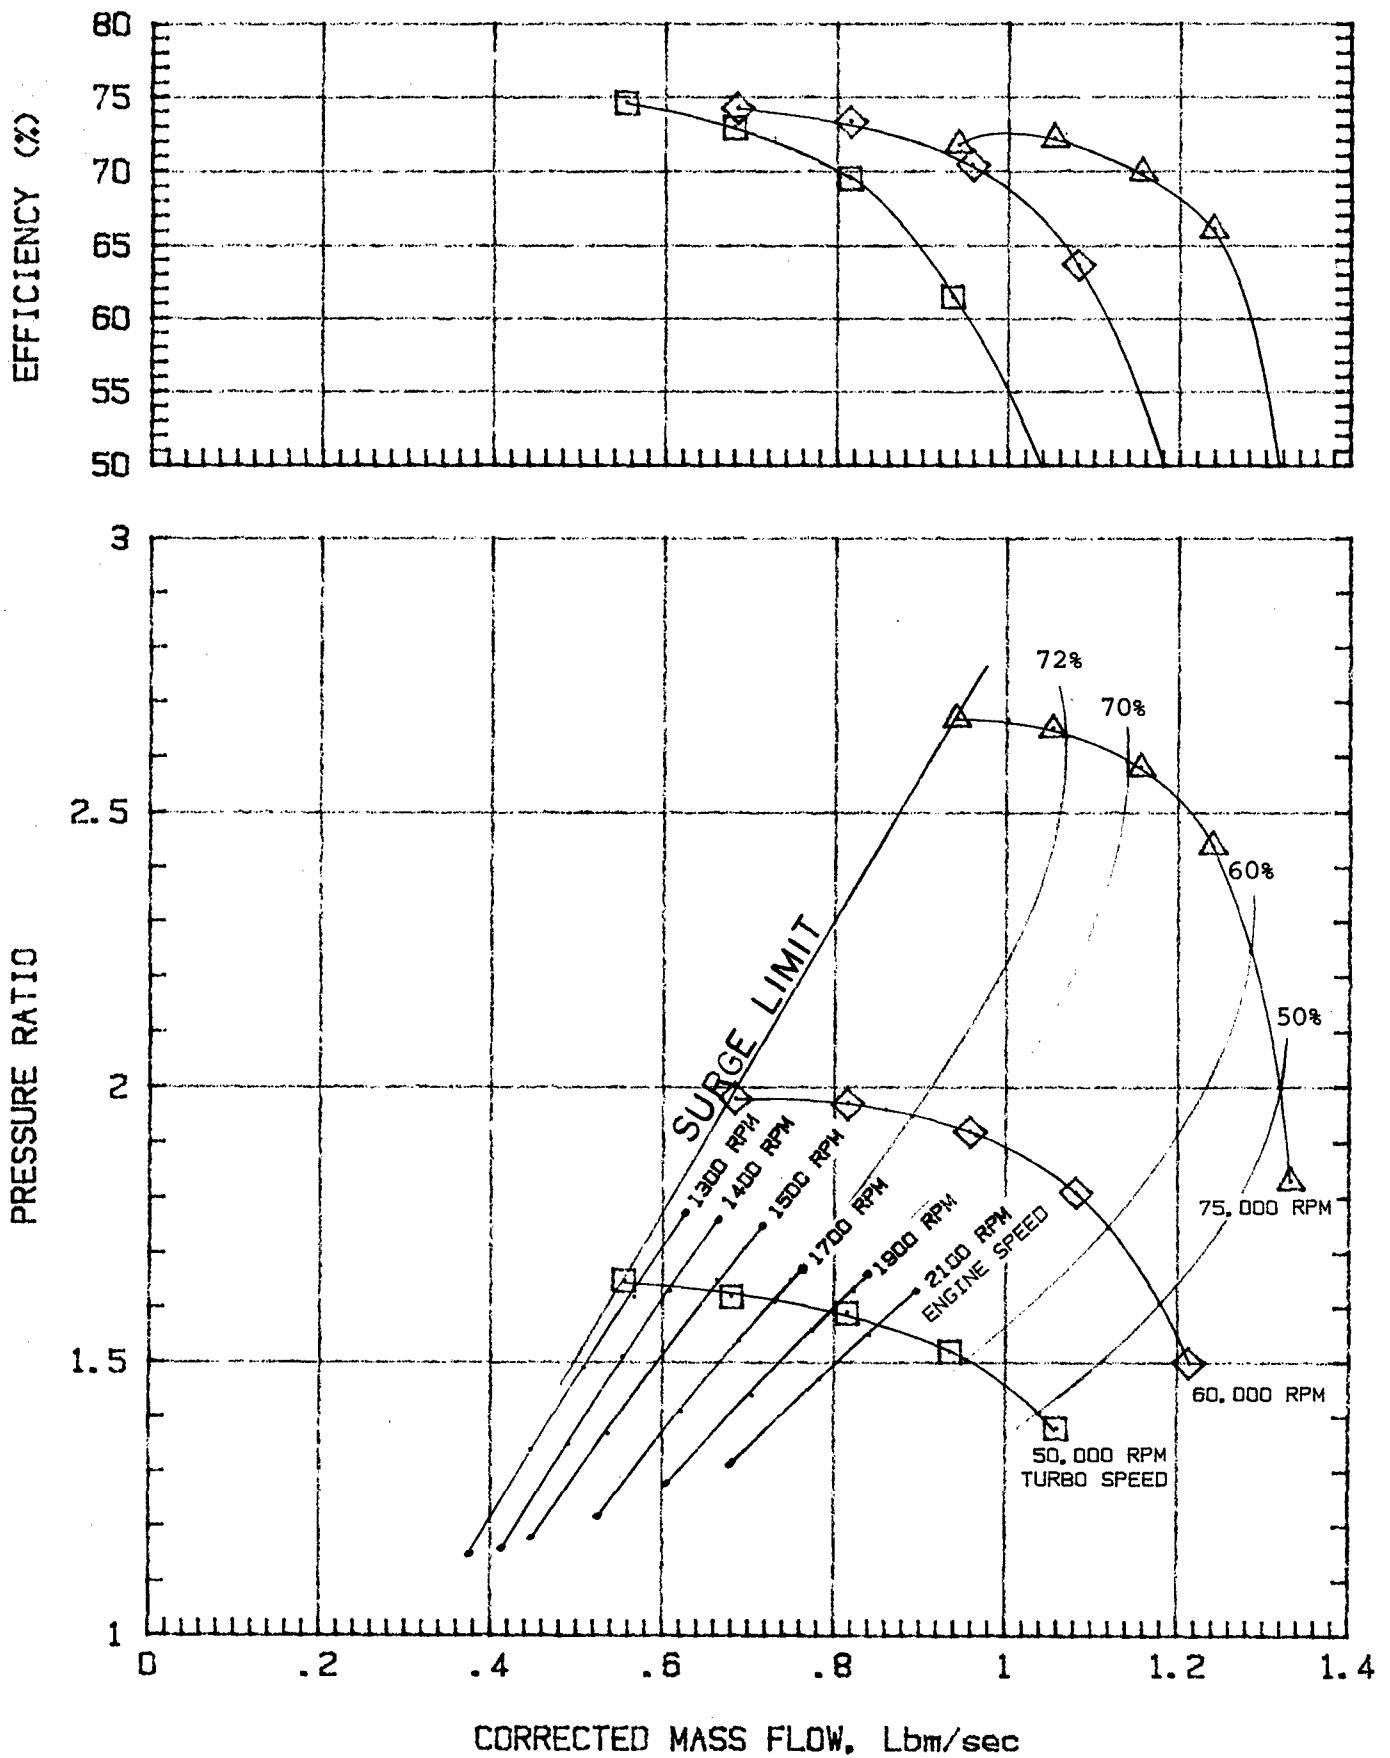 EFFICIENCY (%)
80
75
70
65
60
55
50
PRESSURE RATIO
3
2.5
2
1.5
1
72%
70%
60%
50%
SURGE LIMIT
1300 RPM
1400 RPM
1500 RPM
1700 RPM
1900 RPM
2100 RPM
ENGINE SPEED
75.000 RPM
60.000 RPM
50.000 RPM
TURBO SPEED
0 .2 .4 .6 .8 1 1.2 1.4
CORRECTED MASS FLOW, Lbm/sec